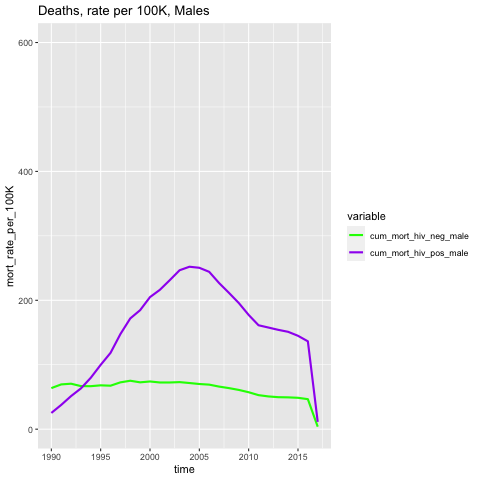 Deaths, rate per 100K, Males
mort_rate_per_100K
600
400
200
0
1990
1995
2000
2005
2010
2015
time
variable
cum_mort_hiv_neg_male
cum_mort_hiv_pos_male